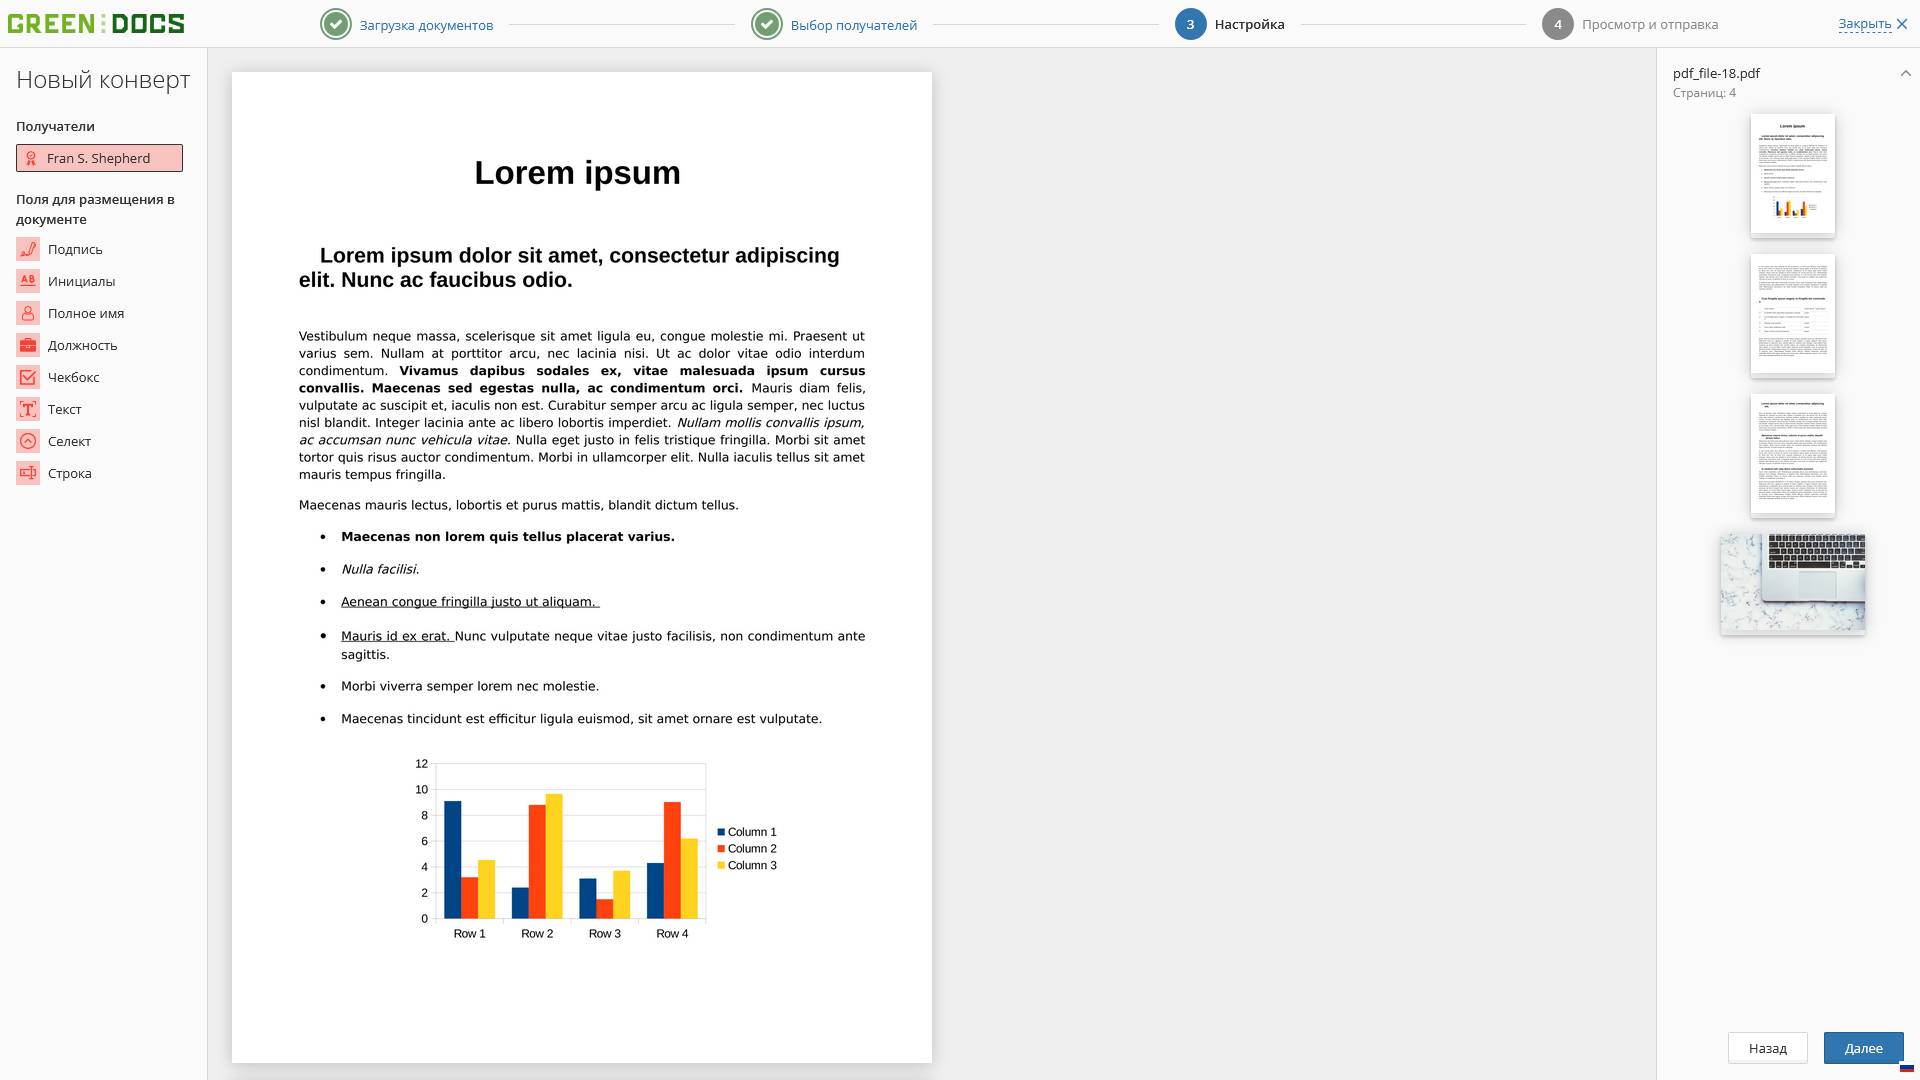 GREEN DOCS
Загрузка документов
Выбор получателей
3 Настройка
4 Просмотр и отправка
Закрыть
Новый конверт
Получатели
Fran S. Shepherd
Поля для размещения в
документе
Подпись
AB Инициалы
Полное имя
Должность
Чекбокс
T Текст
Селект
Строка
Lorem ipsum
Lorem ipsum dolor sit amet, consectetur adipiscing
elit. Nunc ac faucibus odio.
Vestibulum neque massa, scelerisque sit amet ligula eu, congue molestie mi. Praesent ut
varius sem. Nullam at porttitor arcu, nec lacinia nisi. Ut ac dolor vitae odio interdum
condimentum. Vivamus dapibus sodales ex, vitae malesuada ipsum cursus
convallis. Maecenas sed egestas nulla, ac condimentum orci. Mauris diam felis,
vulputate ac suscipit et, iaculis non est. Curabitur semper arcu ac ligula semper, nec luctus
nisl blandit. Integer lacinia ante ac libero lobortis imperdiet. Nullam mollis convallis ipsum,
ac accumsan nunc vehicula vitae. Nulla eget justo in felis tristique fringilla. Morbi sit amet
tortor quis risus auctor condimentum. Morbi in ullamcorper elit. Nulla iaculis tellus sit amet
mauris tempus fringilla.
Maecenas mauris lectus, lobortis et purus mattis, blandit dictum tellus.
• Maecenas non lorem quis tellus placerat varius.
• Nulla facilisi.
• Aenean congue fringilla justo ut aliquam.
• Mauris id ex erat. Nunc vulputate neque vitae justo facilisis, non condimentum ante
sagittis.
• Morbi viverra semper lorem nec molestie.
• Maecenas tincidunt est efficitur ligula euismod, sit amet ornare est vulputate.
12
10
8
6
4
2
0
Row 1 Row 2 Row 3 Row 4
Column 1
Column 2
Column 3
pdf_file-18.pdf
Страниц: 4
Lorem ipsum
Назад
Далее